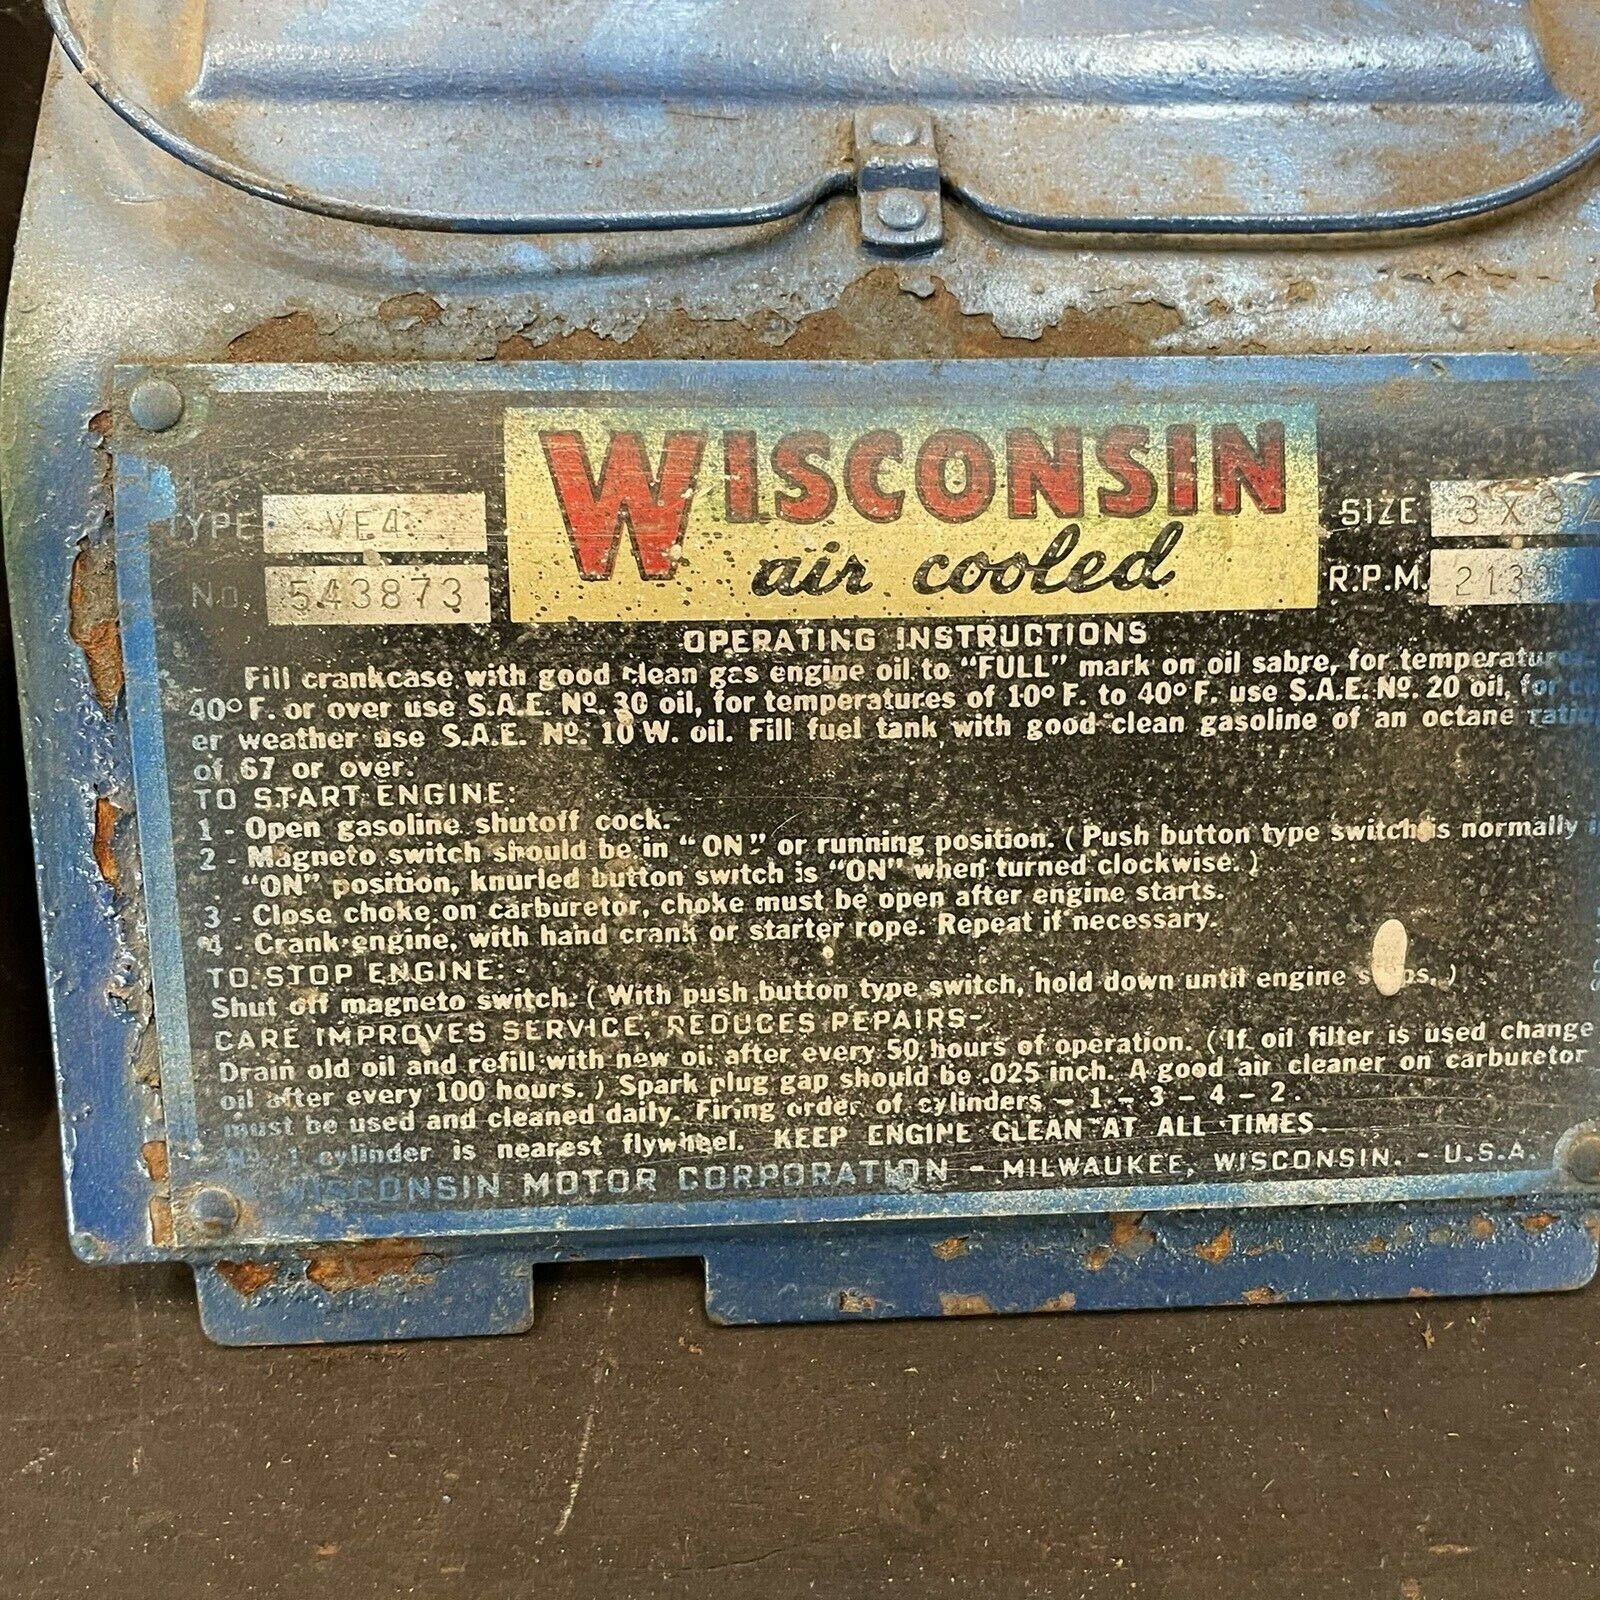 WISCONSIN
air cooled
TYPE VE4
No. 543873
SIZE 3 X 3
R.P.M. 213
OPERATING INSTRUCTIONS
Fill crankcase with good clean gas engine oil to "FULL" mark on oil sabre, for temperatures
40° F. or over use S.A.E. No. 30 oil, for temperatures of 10° F. to 40° F. use S.A.E. No. 20 oil, for
er weather use S.A.E. No. 10 W. oil. Fill fuel tank with good clean gasoline of an octane rating
of 67 or over.
TO START ENGINE:
1 - Open gasoline shutoff cock.
2 - Magneto switch should be in "ON" or running position. (Push button type switch is normally
"ON" position, knurled button switch is "ON" when turned clockwise.)
3 - Close choke on carburetor, choke must be open after engine starts.
4 - Crank engine, with hand crank or starter rope. Repeat if necessary.
TO STOP ENGINE: -
Shut off magneto switch. (With push button type switch, hold down until engine stops.)
CARE IMPROVES SERVICE, REDUCES REPAIRS-
Drain old oil and refill with new oil after every 50 hours of operation. (If oil filter is used change
oil after every 100 hours.) Spark plug gap should be .025 inch. A good air cleaner on carburetor
must be used and cleaned daily. Firing order of cylinders - 1 - 3 - 4 - 2.
No. 1 cylinder is nearest flywheel. KEEP ENGINE CLEAN AT ALL TIMES.
WISCONSIN MOTOR CORPORATION - MILWAUKEE, WISCONSIN. - U.S.A.